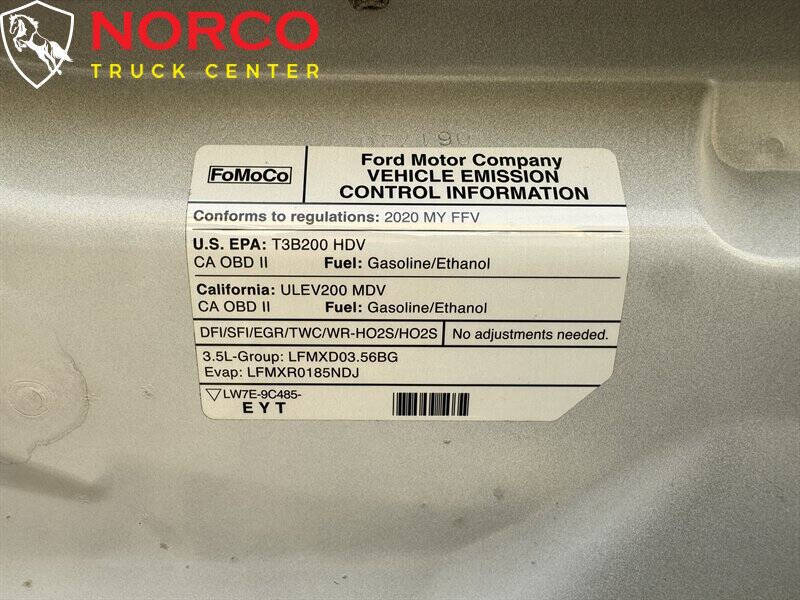 NORCO
TRUCK CENTER
FoMoCo
Ford Motor Company
VEHICLE EMISSION
CONTROL INFORMATION
Conforms to regulations: 2020 MY FFV
U.S. EPA: T3B200 HDV
CA OBD II Fuel: Gasoline/Ethanol
California: ULEV200 MDV
CA OBD II Fuel: Gasoline/Ethanol
DFI/SFI/EGR/TWC/WR-HO2S/HO2S No adjustments needed.
3.5L-Group: LFMXD03.56BG
Evap: LFMXR0185NDJ
LW7E-9C485-
E Y T